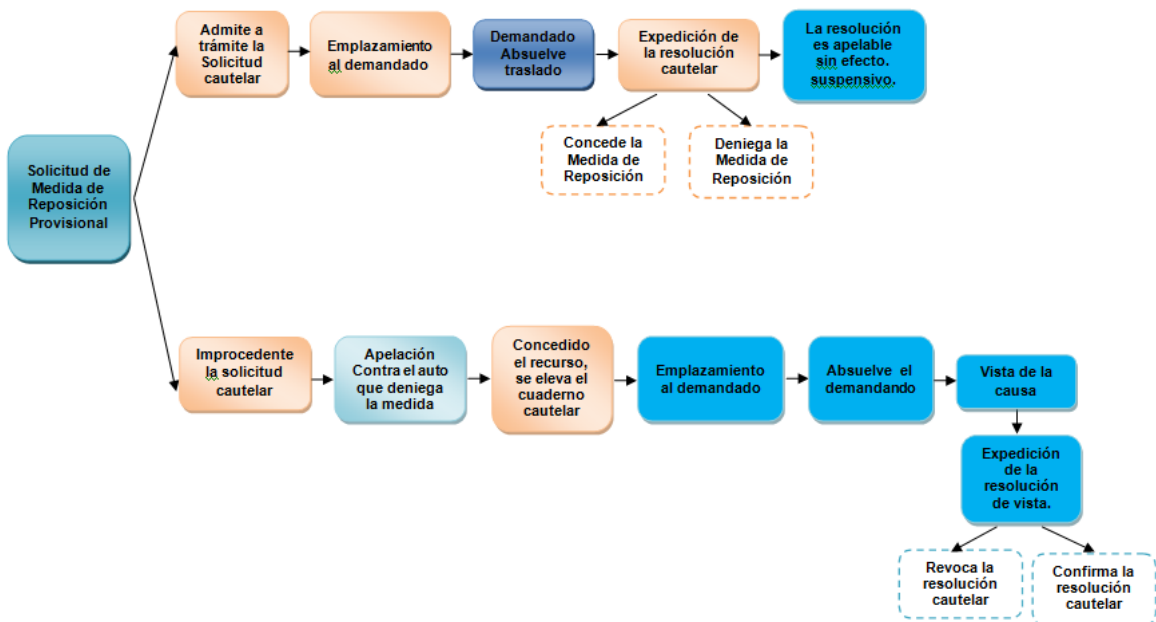 Solicitud de
Medida de
Reposición
Provisional
Admite a
trámite la
Solicitud
cautelar
Emplazamiento
al demandado
Demandado
Absuelve
traslado
Expedición de
la resolución
cautelar
La resolución
es apelable
sin efecto.
suspensivo.
Concede la
Medida de
Reposición
Deniega la
Medida de
Reposición
Improcedente
la solicitud
cautelar
Apelación
Contra el auto
que deniega
la medida
Concedido
el recurso,
se eleva el
cuaderno
cautelar
Emplazamiento
al demandado
Absuelve el
demandando
Vista de la
causa
Expedición
de la
resolución
de vista.
Revoca la
resolución
cautelar
Confirma la
resolución
cautelar